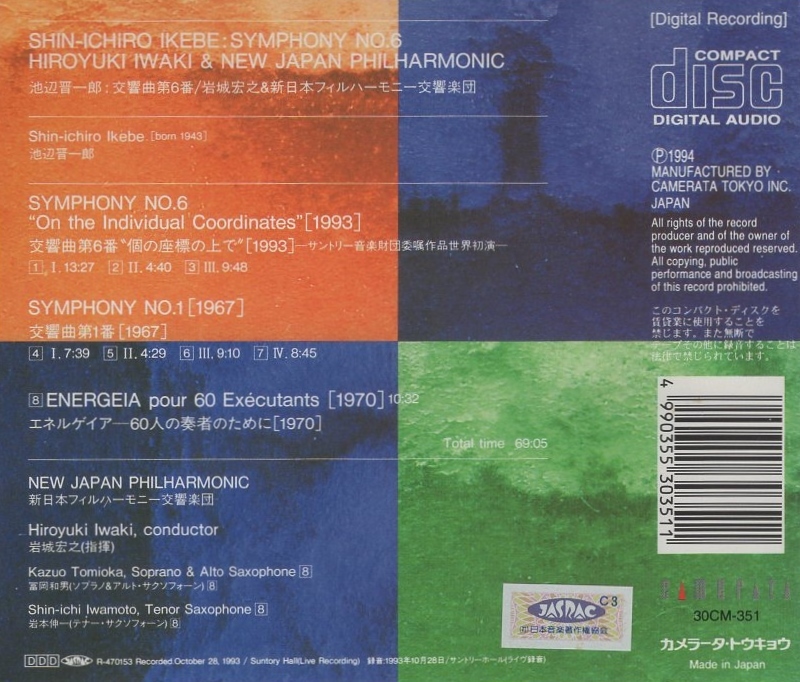 SHIN-ICHIRO IKEBE: SYMPHONY NO.6
HIROYUKI IWAKI & NEW JAPAN PHILHARMONIC
池辺晋一郎:交響曲第6番/岩城宏之&新日本フィルハーモニー交響楽団
Shin-ichiro Ikebe [born 1943]
池辺晋一郎
SYMPHONY NO.6
“On the Individual Coordinates”[1993]
交響曲第6番“個の座標の上で”[1993]—サントリー音楽財団委嘱作品世界初演—
1 I. 13:27 2 II. 4:40 3 III. 9:48
SYMPHONY NO.1 [1967]
交響曲第1番[1967]
4 I. 7:39 5 II. 4:29 6 III. 9:10 7 IV. 8:45
8 ENERGEIA pour 60 Exécutants [1970] 10:32
エネルゲイアー60人の奏者のために[1970]
Total time 69:05
NEW JAPAN PHILHARMONIC
新日本フィルハーモニー交響楽団
Hiroyuki Iwaki, conductor
岩城宏之(指揮)
Kazuo Tomioka, Soprano & Alto Saxophone 8
冨岡和男(ソプラノ&アルト・サクソフォーン) 8
Shin-ichi Iwamoto, Tenor Saxophone 8
岩本伸一(テナー・サクソフォーン) 8
DDD JASRAC R-470153 Recorded October 28, 1993 / Suntory Hall(Live Recording) 録音:1993年10月28日/サントリーホール(ライヴ録音)
[Digital Recording]
COMPACT
disc
DIGITAL AUDIO
Ⓟ1994
MANUFACTURED BY
CAMERATA TOKYO INC.
JAPAN
All rights of the record
producer and of the owner of
the work reproduced reserved.
All copying, public
performance and broadcasting
of this record prohibited.
このコンパクト・ディスクを
賃貸業に使用することを
禁じます。また無断で
テープその他に録音することは
法律で禁じられています。
4 990355 303511
JASRAC C3
㈳日本音楽著作権協会
CAMERATA
30CM-351
カメラータ・トウキョウ
Made in Japan